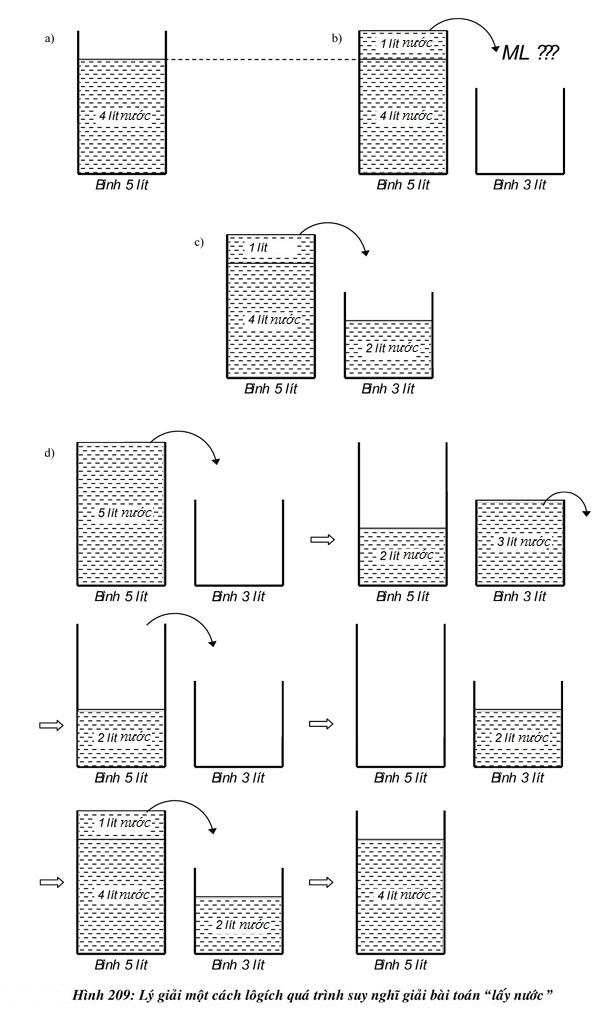 a)
4 lít nước
Bình 5 lít
b)
1 lít nước
ML ???
4 lít nước
Bình 5 lít
Bình 3 lít
c)
1 lít
4 lít nước
2 lít nước
Bình 5 lít
Bình 3 lít
d)
5 lít nước
2 lít nước
3 lít nước
Bình 5 lít
Bình 3 lít
Bình 5 lít
Bình 3 lít
2 lít nước
2 lít nước
Bình 5 lít
Bình 3 lít
Bình 5 lít
Bình 3 lít
1 lít nước
4 lít nước
2 lít nước
4 lít nước
Bình 5 lít
Bình 3 lít
Bình 5 lít
Hình 209: Lý giải một cách lôgích quá trình suy nghĩ giải bài toán “lấy nước”